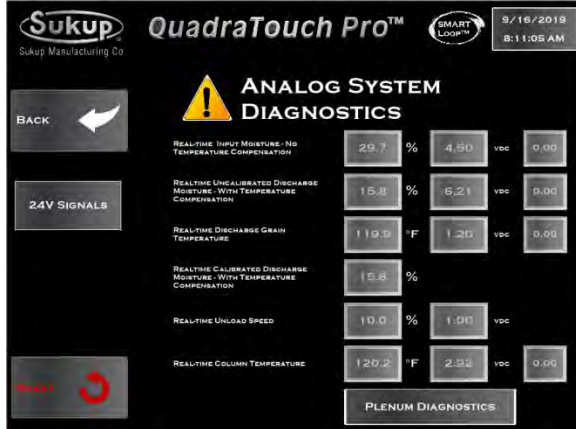 Sukup
Sukup Manufacturing Co
QuadraTouch Pro™
SMART
LOOP™
9/16/2019
8:11:05 AM
ANALOG SYSTEM
DIAGNOSTICS
BACK
24V SIGNALS
REAL-TIME INPUT MOISTURE - NO
TEMPERATURE COMPENSATION
29.7 % 4.50 VDC 0.00
REALTIME UNCALIBRATED DISCHARGE
MOISTURE - WITH TEMPERATURE
COMPENSATION
15.8 % 6.21 VDC 0.00
REAL-TIME DISCHARGE GRAIN
TEMPERATURE
119.9 °F 1.20 VDC 0.00
REALTIME CALIBRATED DISCHARGE
MOISTURE - WITH TEMPERATURE
COMPENSATION
15.8 %
REAL-TIME UNLOAD SPEED
10.0 % 1.00 VDC
REAL-TIME COLUMN TEMPERATURE
120.2 °F 2.92 VDC 0.00
RESET
PLENUM DIAGNOSTICS